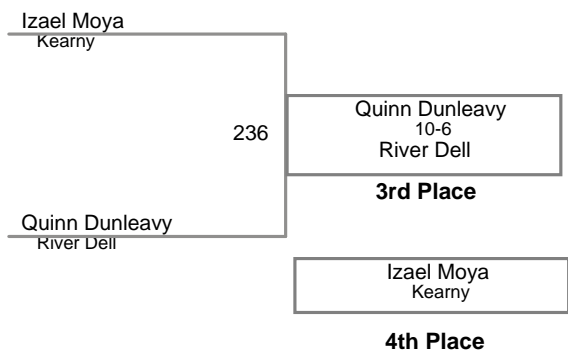 Izael Moya
Kearny
236
Quinn Dunleavy
10-6
River Dell
3rd Place
Quinn Dunleavy
River Dell
Izael Moya
Kearny
4th Place